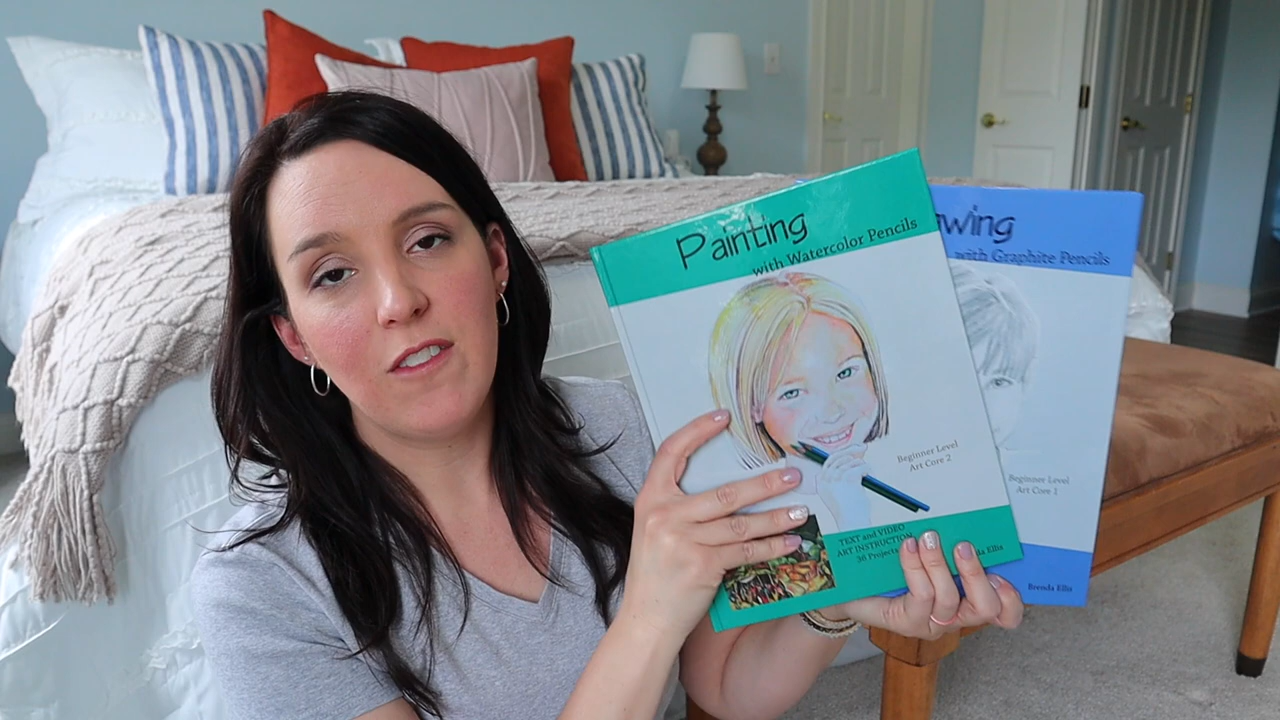 Painting
with Watercolor Pencils
Beginner Level
Art Core 2
TEXT and VIDEO
ART INSTRUCTION
36 Projects
Ellis
with Graphite Pencils
Beginner Level
Art Core 1
Brenda Ellis